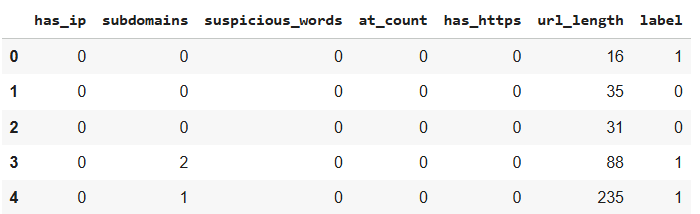 has_ip subdomains suspicious_words at_count has_https url_length label
0 0 0 0 0 0 16 1
1 0 0 0 0 0 35 0
2 0 0 0 0 0 31 0
3 0 2 0 0 0 88 1
4 0 1 0 0 0 235 1